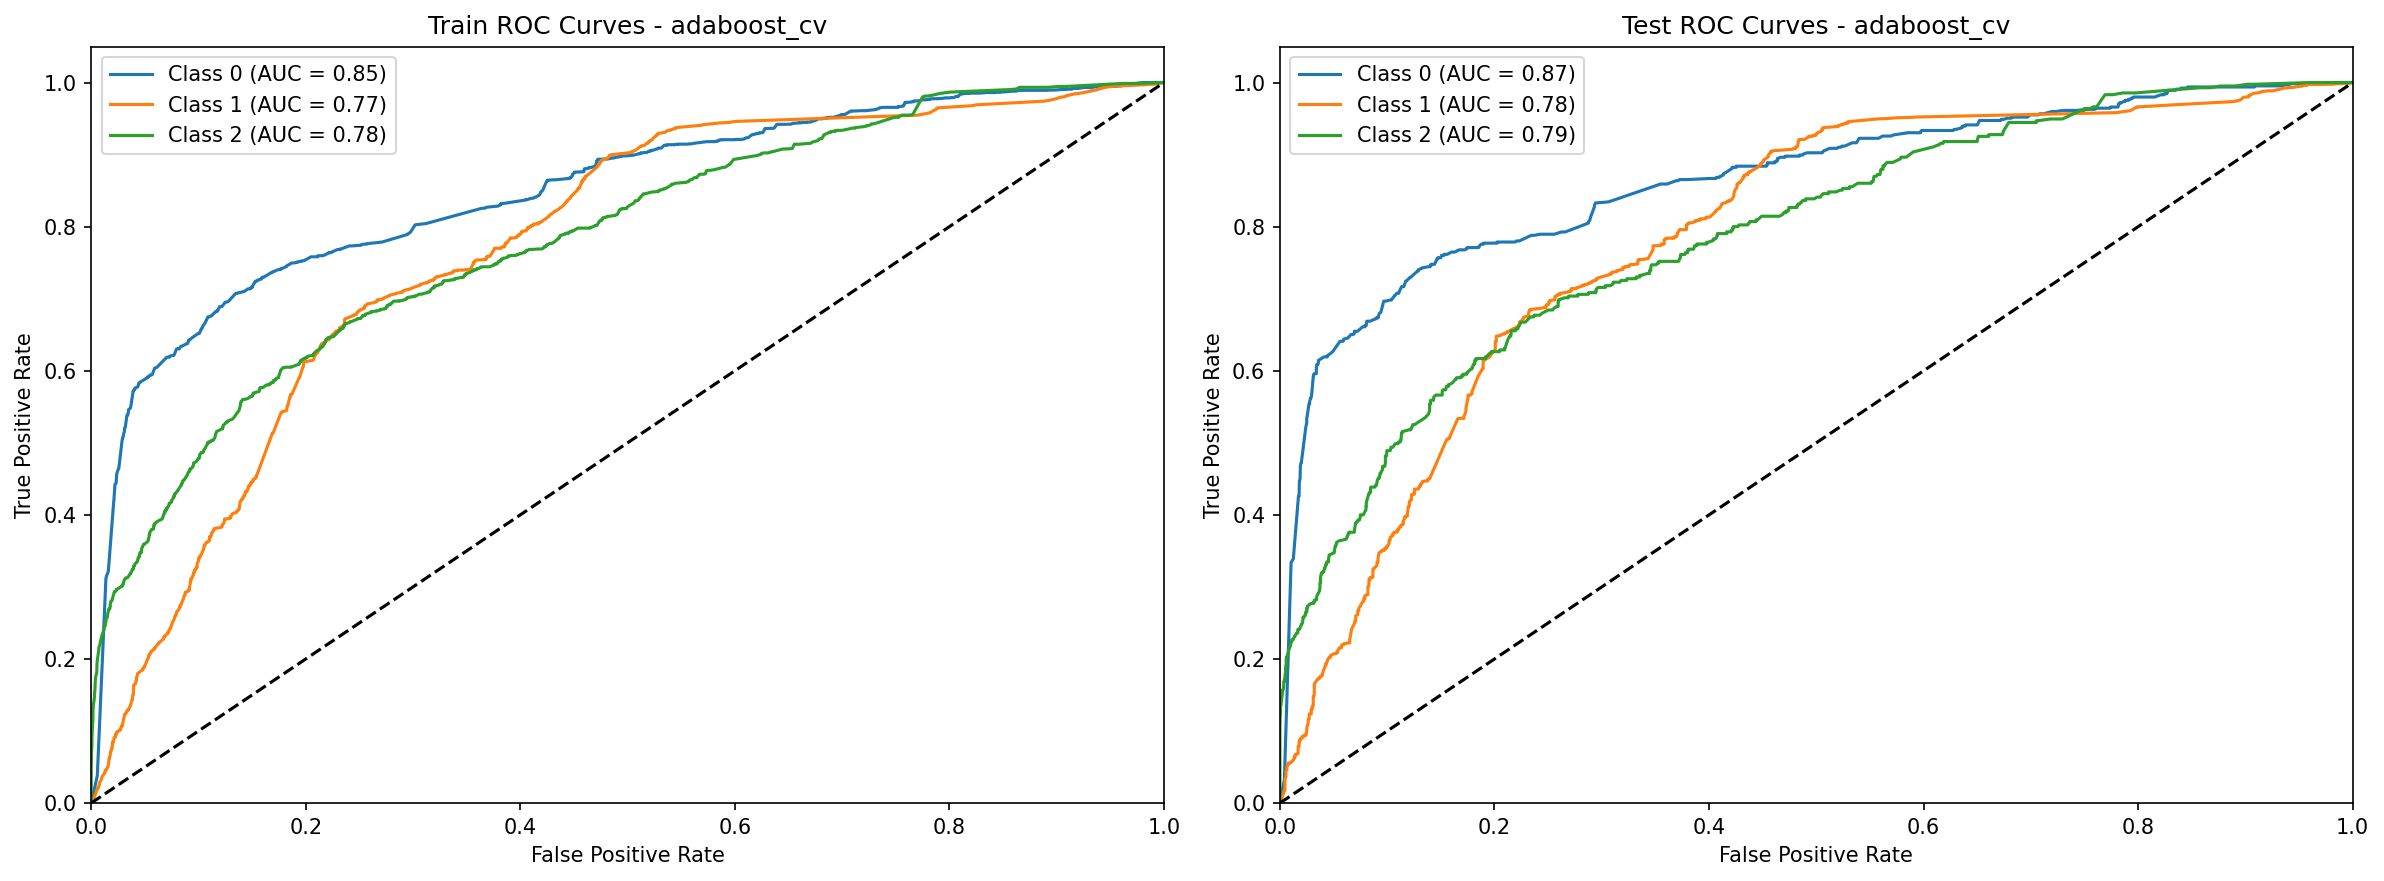 Train ROC Curves - adaboost_cv
Class 0 (AUC = 0.85)
Class 1 (AUC = 0.77)
Class 2 (AUC = 0.78)
1.0
0.8
0.6
0.4
0.2
0.0
True Positive Rate
0.0 0.2 0.4 0.6 0.8 1.0
False Positive Rate
Test ROC Curves - adaboost_cv
Class 0 (AUC = 0.87)
Class 1 (AUC = 0.78)
Class 2 (AUC = 0.79)
1.0
0.8
0.6
0.4
0.2
0.0
True Positive Rate
0.0 0.2 0.4 0.6 0.8 1.0
False Positive Rate